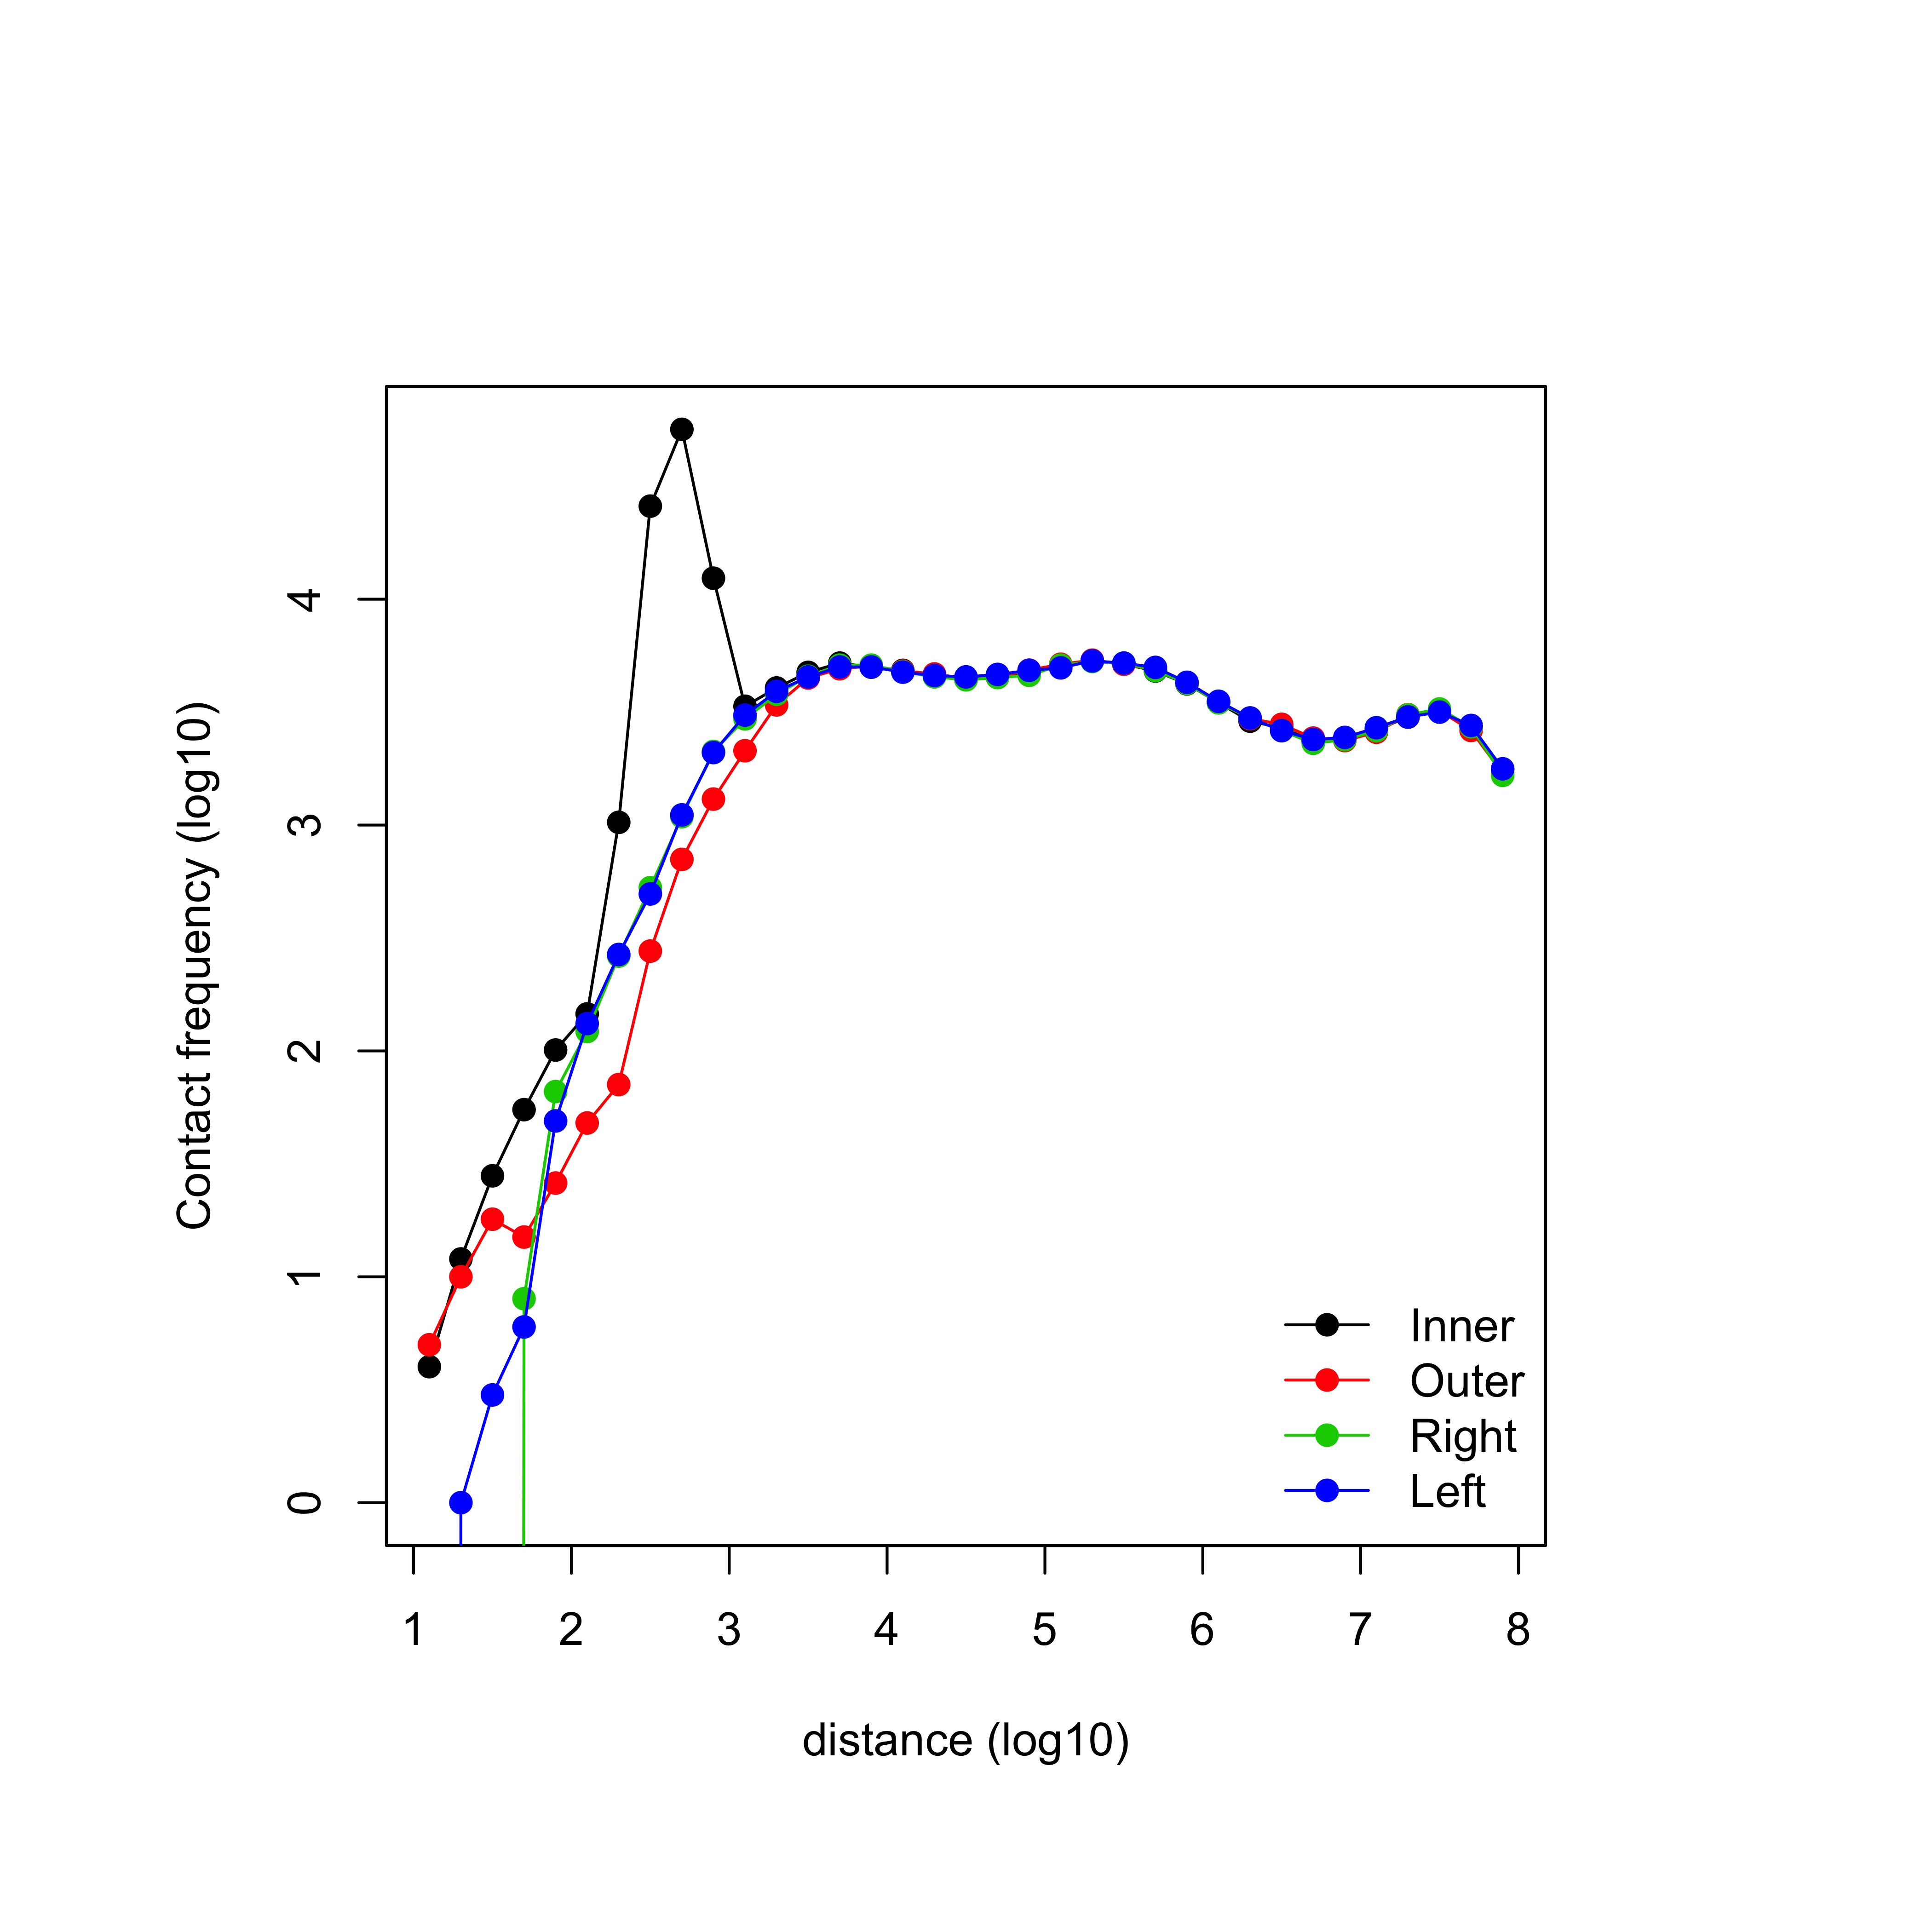 Contact frequency (log10)
4
3
2
1
0
Inner
Outer
Right
Left
1 2 3 4 5 6 7 8
distance (log10)